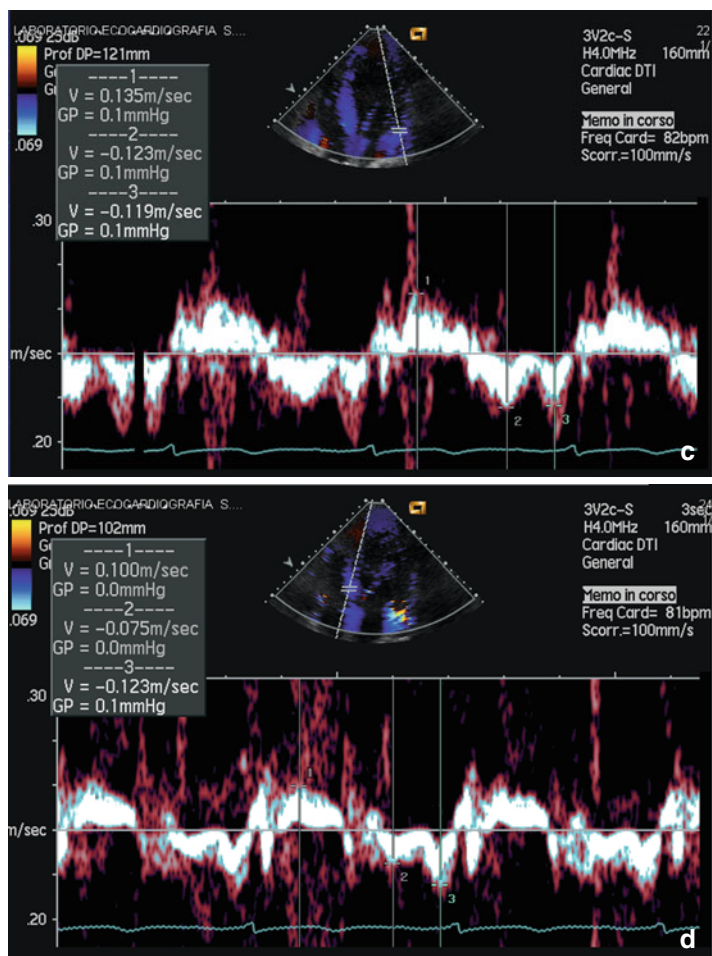 LABORATORIO ECOCARDIOGRAFIA S....
.069 23dB
Prof DP=121mm
----1----
V = 0.135m/sec
GP = 0.1mmHg
----2----
V = -0.123m/sec
GP = 0.1mmHg
----3----
V = -0.119m/sec
GP = 0.1mmHg
.069
22
3V2c-S
H4.0MHz 160mm
Cardiac DTI
General
Memo in corso
Freq Card= 82bpm
Scorr.=100mm/s
.30
m/sec
.20
1
2
3
c
LABORATORIO ECOCARDIOGRAFIA S....
.069 23dB
Prof DP=102mm
----1----
V = 0.100m/sec
GP = 0.0mmHg
----2----
V = -0.075m/sec
GP = 0.0mmHg
----3----
V = -0.123m/sec
GP = 0.1mmHg
.069
3V2c-S 3sec
H4.0MHz 160mm
Cardiac DTI
General
Memo in corso
Freq Card= 81bpm
Scorr.=100mm/s
.30
m/sec
.20
1
2
3
d